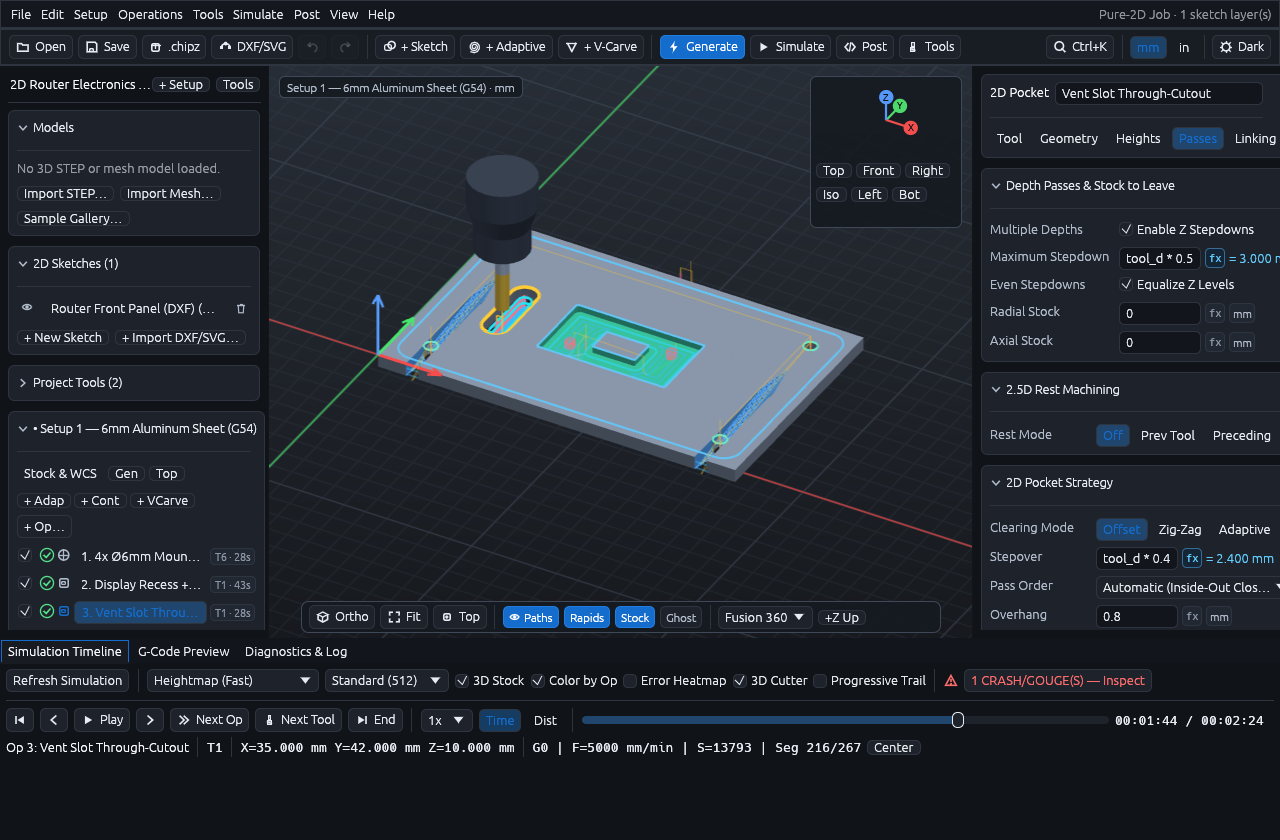 File Edit Setup Operations Tools Simulate Post View Help
Pure-2D Job · 1 sketch layer(s)
Open Save .chipz DXF/SVG + Sketch + Adaptive + V-Carve Generate Simulate Post Tools Ctrl+K mm in Dark
2D Router Electronics ... + Setup Tools
Models
No 3D STEP or mesh model loaded.
Import STEP... Import Mesh...
Sample Gallery...
2D Sketches (1)
Router Front Panel (DXF) (...
+ New Sketch + Import DXF/SVG...
Project Tools (2)
• Setup 1 — 6mm Aluminum Sheet (G54)
Stock & WCS Gen Top
+ Adap + Cont + VCarve
+ Op...
1. 4x Ø6mm Moun... T6 · 28s
2. Display Recess +... T1 · 43s
3. Vent Slot Throu... T1 · 28s
Setup 1 — 6mm Aluminum Sheet (G54) · mm
Z
Y
X
Top Front Right
Iso Left Bot
Ortho Fit Top Paths Rapids Stock Ghost Fusion 360 +Z Up
2D Pocket Vent Slot Through-Cutout
Tool Geometry Heights Passes Linking
Depth Passes & Stock to Leave
Multiple Depths Enable Z Stepdowns
Maximum Stepdown tool_d * 0.5 fx = 3.000 m
Even Stepdowns Equalize Z Levels
Radial Stock 0 fx mm
Axial Stock 0 fx mm
2.5D Rest Machining
Rest Mode Off Prev Tool Preceding
2D Pocket Strategy
Clearing Mode Offset Zig-Zag Adaptive
Stepover tool_d * 0.4 fx = 2.400 mm
Pass Order Automatic (Inside-Out Clos...
Overhang 0.8 fx mm
Simulation Timeline G-Code Preview Diagnostics & Log
Refresh Simulation Heightmap (Fast) Standard (512) 3D Stock Color by Op Error Heatmap 3D Cutter Progressive Trail 1 CRASH/GOUGE(S) — Inspect
Play Next Op Next Tool End 1x Time Dist 00:01:44 / 00:02:24
Op 3: Vent Slot Through-Cutout T1 X=35.000 mm Y=42.000 mm Z=10.000 mm G0 | F=5000 mm/min | S=13793 | Seg 216/267 Center